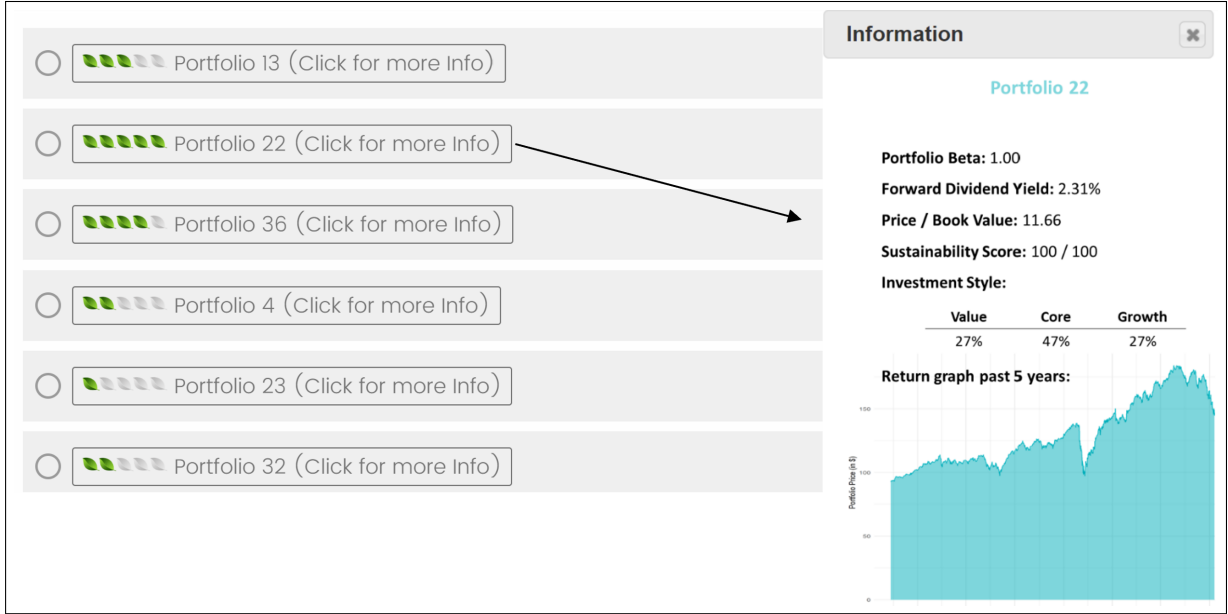 Portfolio 13 (Click for more Info)
Portfolio 22 (Click for more Info)
Portfolio 36 (Click for more Info)
Portfolio 4 (Click for more Info)
Portfolio 23 (Click for more Info)
Portfolio 32 (Click for more Info)
Information
Portfolio 22
Portfolio Beta: 1.00
Forward Dividend Yield: 2.31%
Price / Book Value: 11.66
Sustainability Score: 100 / 100
Investment Style:
Value Core Growth
27% 47% 27%
Return graph past 5 years:
150
100
50
0
Portfolio Price (in $)